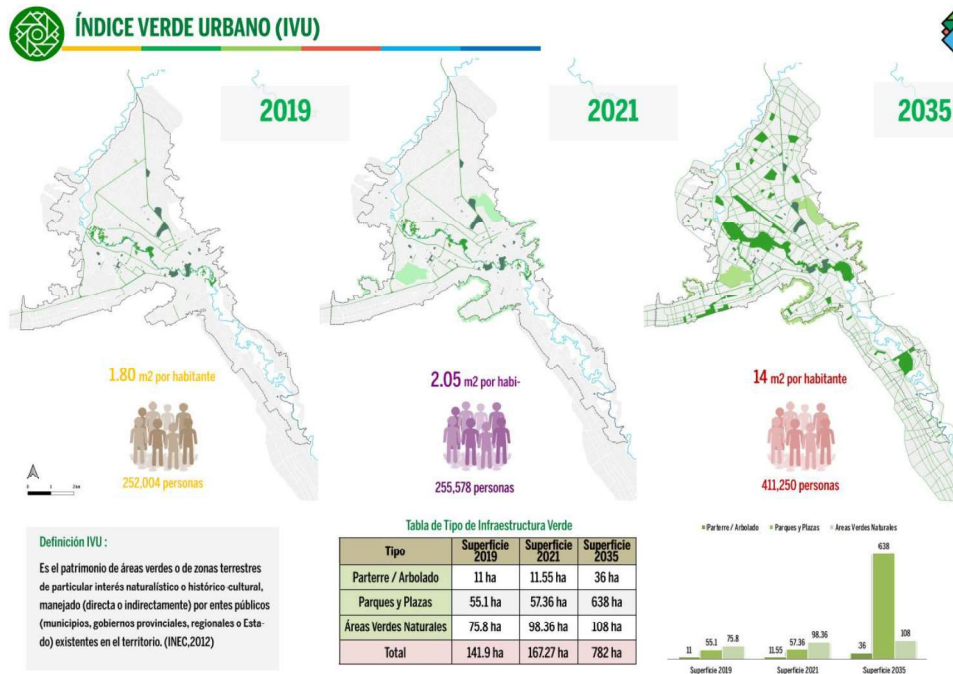 ÍNDICE VERDE URBANO (IVU)
2019
2021
2035
1.80 m2 por habitante
252,004 personas
2.05 m2 por habi-
255,578 personas
14 m2 por habitante
411,250 personas
Definición IVU :
Es el patrimonio de áreas verdes o de zonas terrestres
de particular interés naturalístico o histórico-cultural,
manejado (directa o indirectamente) por entes públicos
(municipios, gobiernos provinciales, regionales o Esta-
do) existentes en el territorio. (INEC,2012)
Tabla de Tipo de Infraestructura Verde
Tipo Superficie 2019 Superficie 2021 Superficie 2035
Parterre / Arbolado 11 ha 11.55 ha 36 ha
Parques y Plazas 55.1 ha 57.36 ha 638 ha
Áreas Verdes Naturales 75.8 ha 98.36 ha 108 ha
Total 141.9 ha 167.27 ha 782 ha
Parterre / Arbolado Parques y Plazas Areas Verdes Naturales
638
11 55.1 75.8 11.55 57.36 98.36 36 108
Superficie 2019 Superficie 2021 Superficie 2035